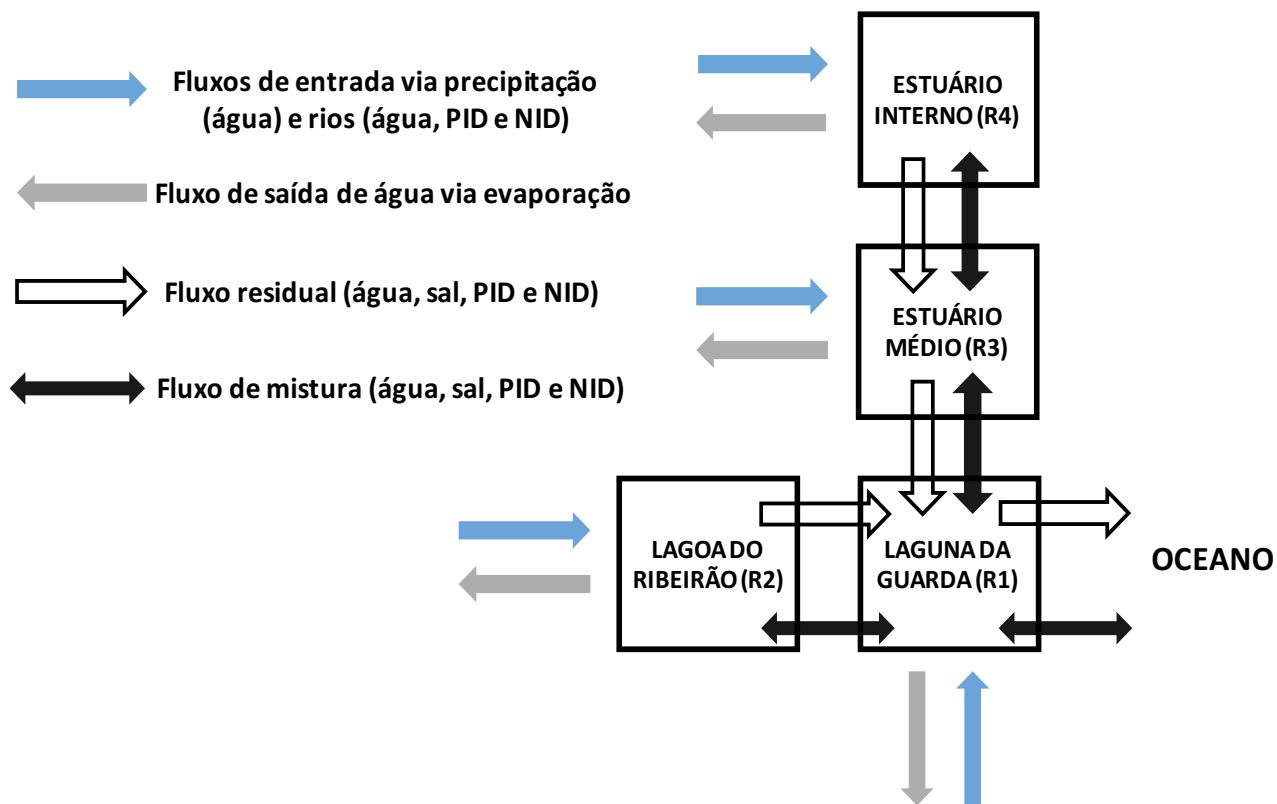 Fluxos de entrada via precipitação
(água) e rios (água, PID e NID)
Fluxo de saída de água via evaporação
Fluxo residual (água, sal, PID e NID)
Fluxo de mistura (água, sal, PID e NID)
ESTUÁRIO
INTERNO (R4)
ESTUÁRIO
MÉDIO (R3)
LAGOA DO
RIBEIRÃO (R2)
LAGUNA DA
GUARDA (R1)
OCEANO